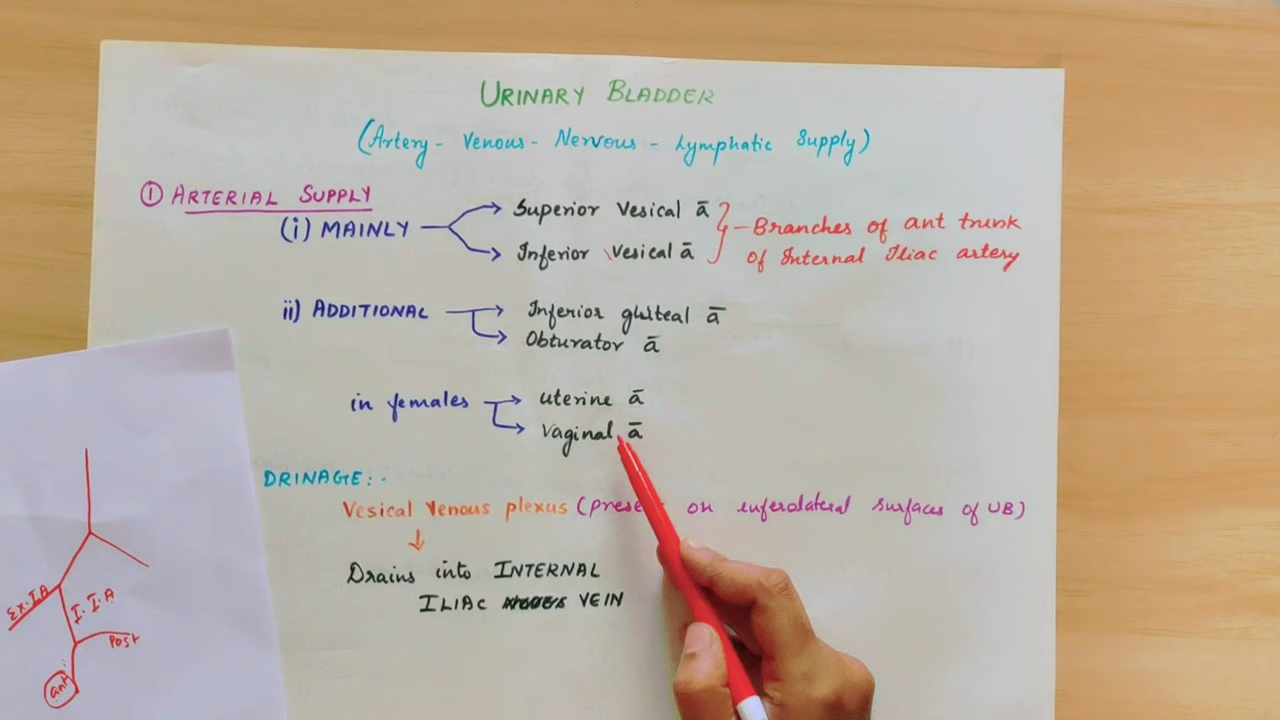 URINARY BLADDER
(Artery - Venous - Nervous - Lymphatic Supply)
① ARTERIAL SUPPLY
(i) MAINLY
Superior Vesical ā
Inferior Vesical ā
- Branches of ant trunk
of Internal Iliac artery
ii) ADDITIONAL
Inferior gluteal ā
Obturator ā
in females
uterine ā
Vaginal ā
DRINAGE:-
Vesical Venous plexus (prese on inferolateral surfaces of UB)
Drains into INTERNAL
ILIAC VEIN
Ex. IA
I.I.A
Post
ant